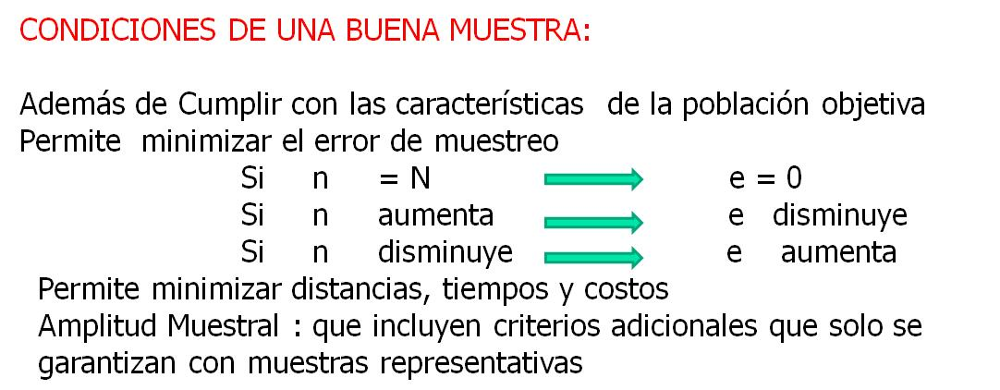 CONDICIONES DE UNA BUENA MUESTRA:
Además de Cumplir con las características de la población objetiva
Permite minimizar el error de muestreo
Si n = N e = 0
Si n aumenta e disminuye
Si n disminuye e aumenta
Permite minimizar distancias, tiempos y costos
Amplitud Muestral : que incluyen criterios adicionales que solo se
garantizan con muestras representativas